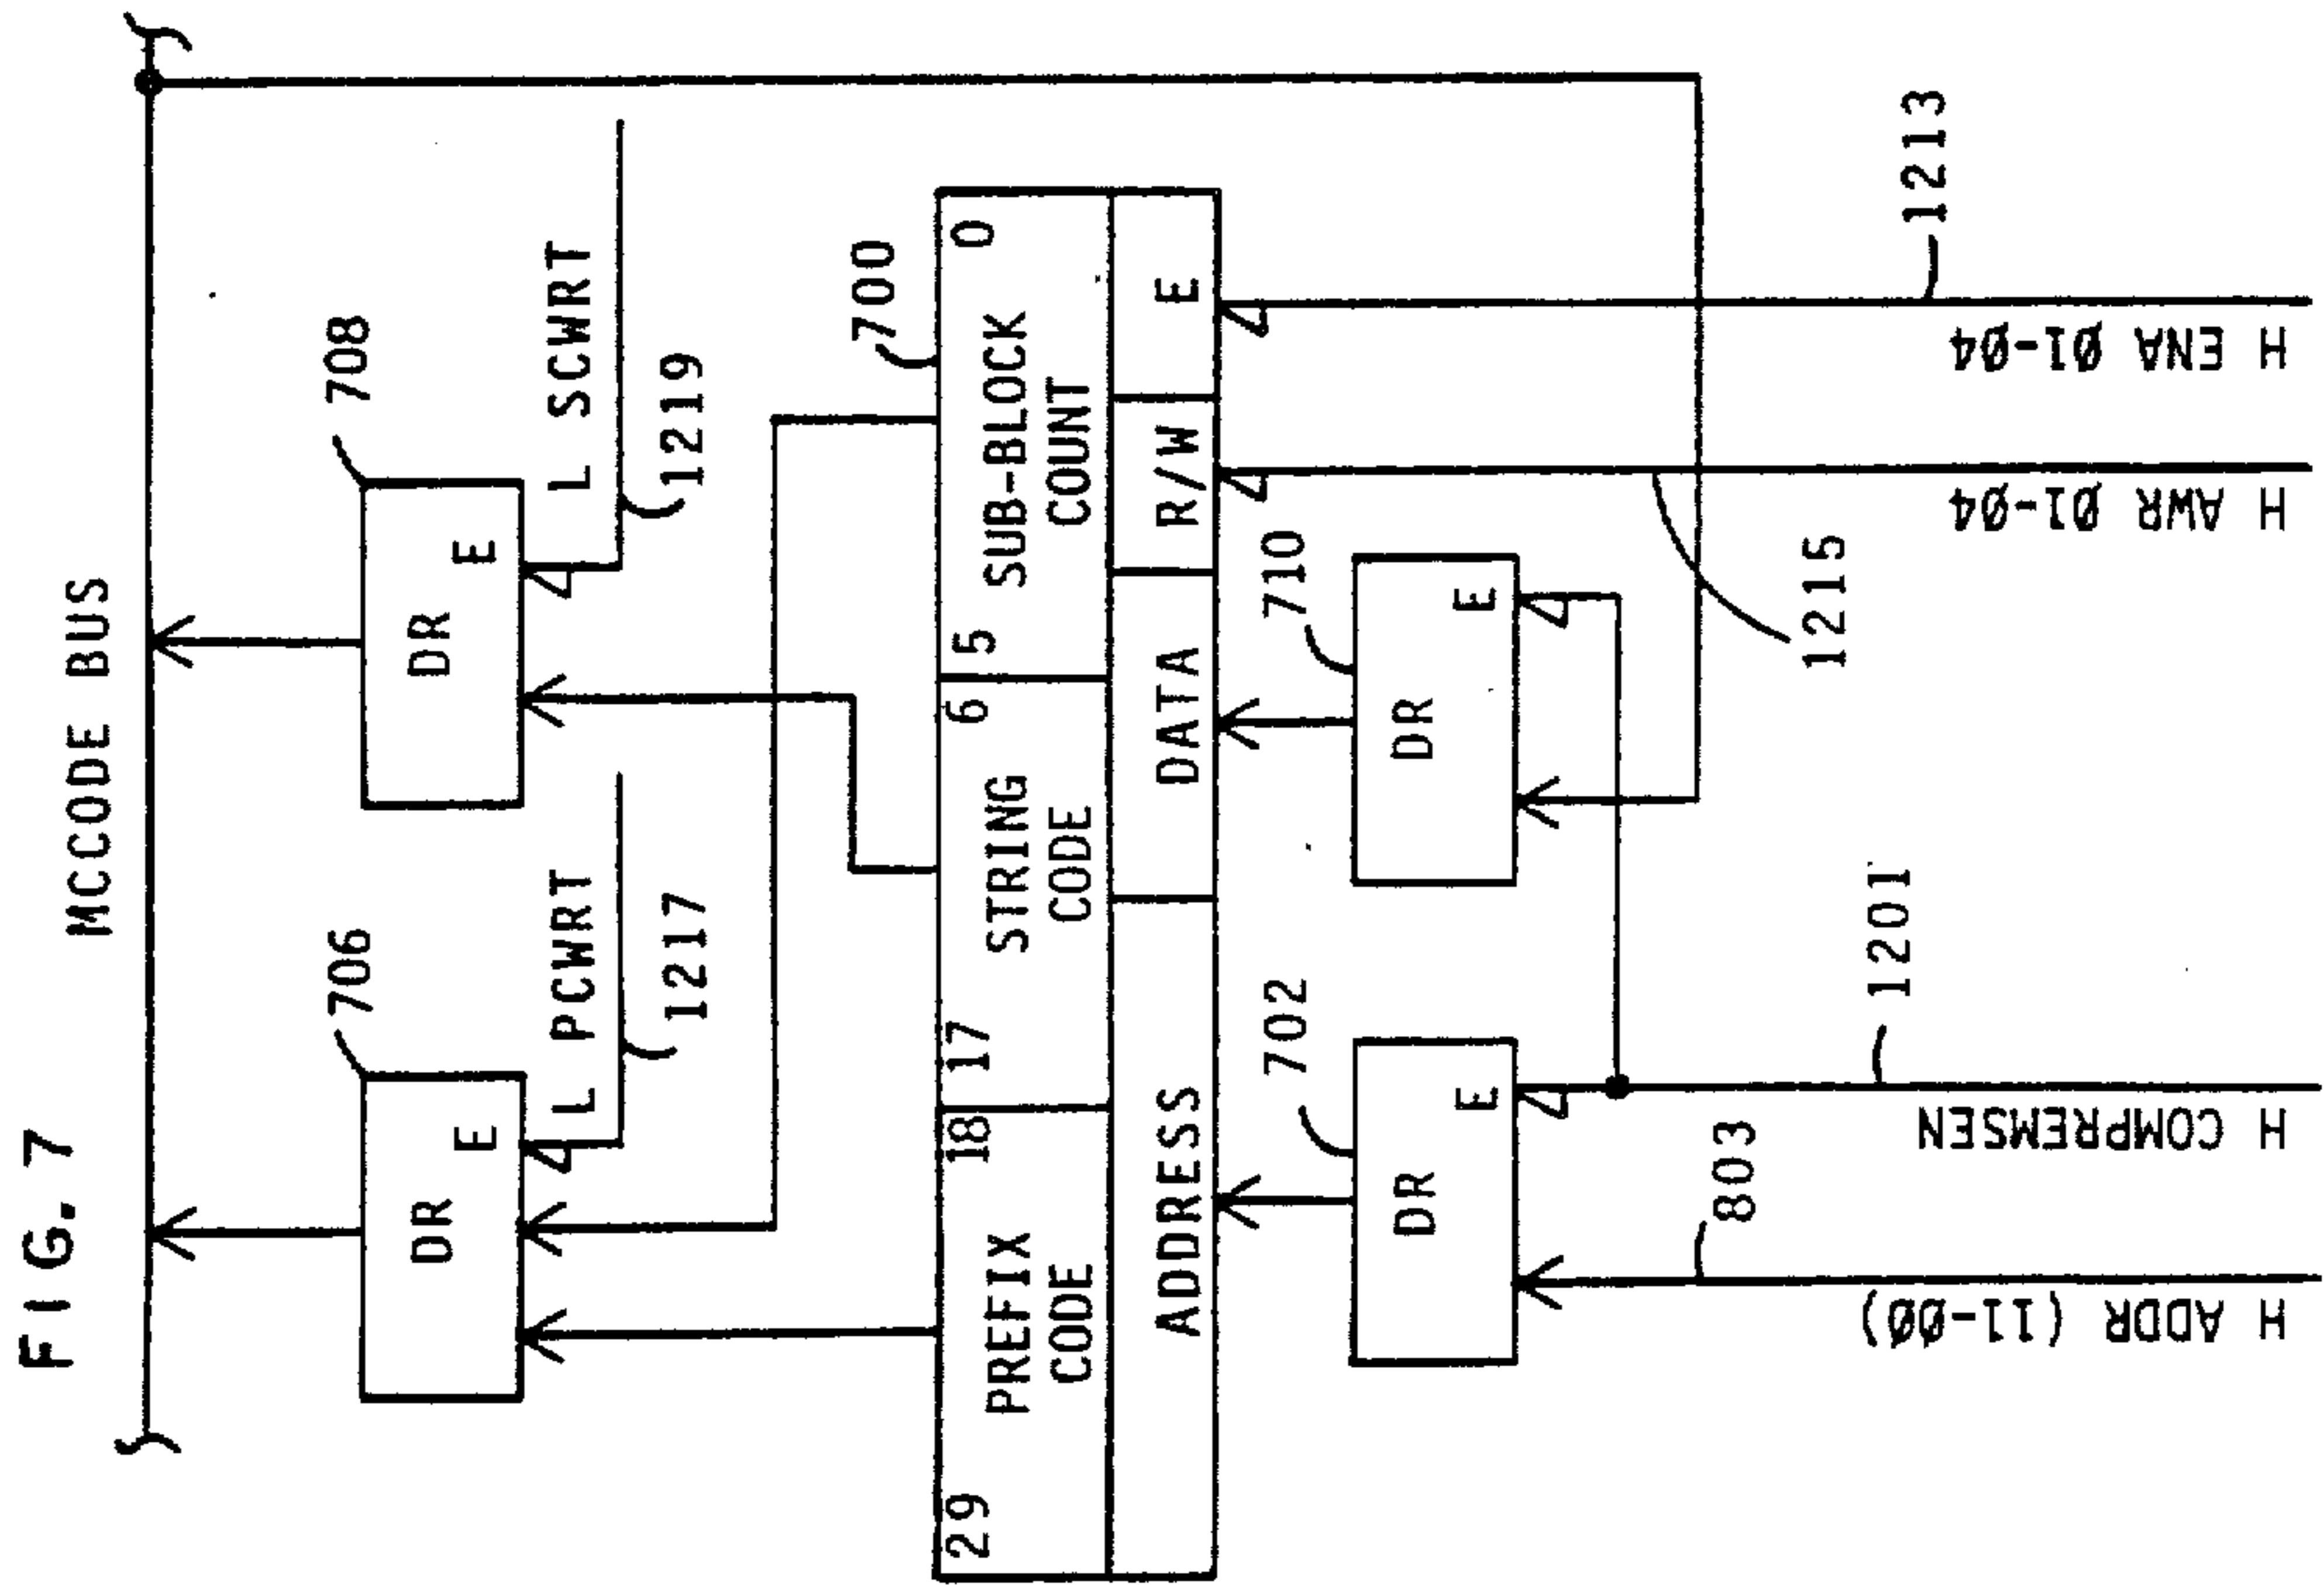 FIG. 7
MCODE BUS
706
708
DR
E
DR
E
L PCWRT
1217
L SCWRT
1219
700
29
18
17
6
5
0
PREFIX
CODE
STRING
CODE
SUB-BLOCK
COUNT
ADDRESS
DATA
R/W
E
702
710
DR
E
DR
E
803
1201
1215
1213
H ADDR (11-00)
H COMPREMSEN
H AWR 01-04
H ENA 01-04